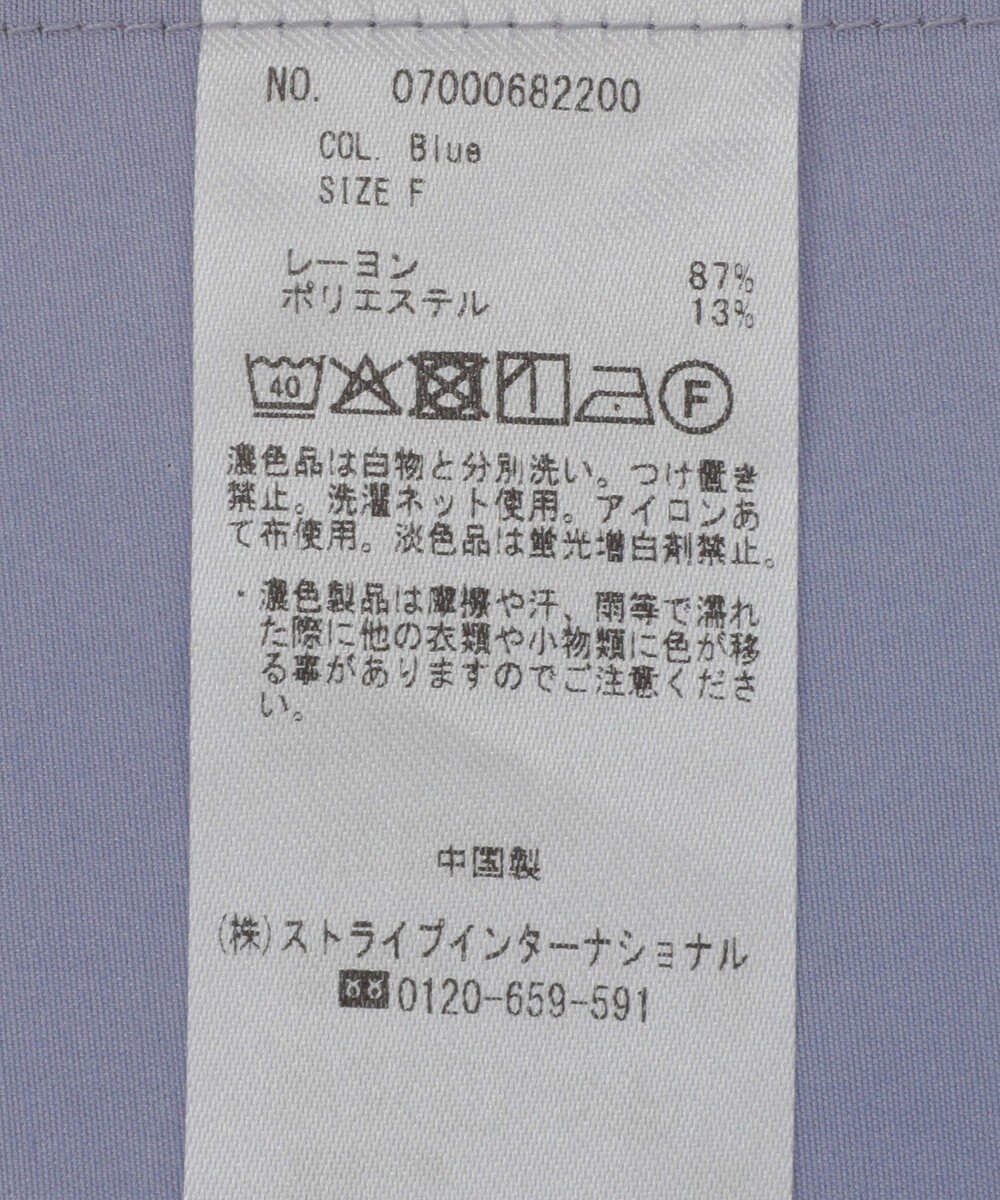 NO. 07000682200
COL. Blue
SIZE F
レーヨン 87%
ポリエステル 13%
40
F
濃色品は白物と分別洗い。つけ置き
禁止。洗濯ネット使用。アイロンあ
て布使用。淡色品は蛍光増白剤禁止。
・濃色製品は摩擦や汗、雨等で濡れ
た際に他の衣類や小物類に色が移
る事がありますのでご注意くださ
い。
中国製
(株)ストライプインターナショナル
0120-659-591